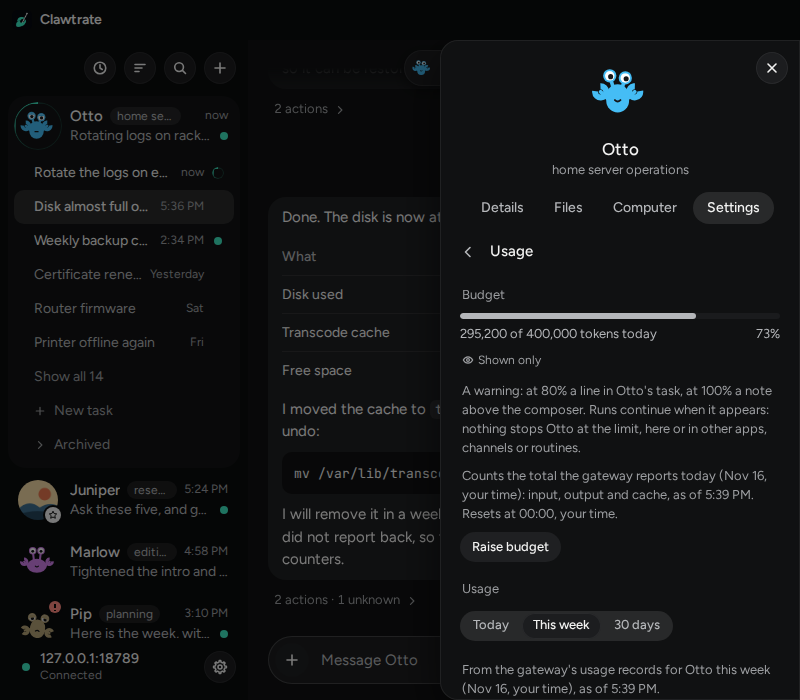 Clawtrate
Otto
home se...
now
Rotating logs on rack...
Rotate the logs on e...
now
Disk almost full o...
5:36 PM
Weekly backup c...
2:34 PM
Certificate rene...
Yesterday
Router firmware
Sat
Printer offline again
Fri
Show all 14
+ New task
Archived
Juniper
rese...
5:24 PM
Ask these five, and g...
Marlow
editi...
4:58 PM
Tightened the intro and ...
Pip
planning
3:10 PM
Here is the week. wit...
127.0.0.1:18789
Connected
2 actions
Done. The disk is now at
What
Disk used
Transcode cache
Free space
I moved the cache to
undo:
mv /var/lib/transc
I will remove it in a wee
did not report back, so
counters.
2 actions · 1 unknown
Message Otto
Otto
home server operations
Details
Files
Computer
Settings
Usage
Budget
295,200 of 400,000 tokens today
73%
Shown only
A warning: at 80% a line in Otto's task, at 100% a note
above the composer. Runs continue when it appears:
nothing stops Otto at the limit, here or in other apps,
channels or routines.
Counts the total the gateway reports today (Nov 16,
your time): input, output and cache, as of 5:39 PM.
Resets at 00:00, your time.
Raise budget
Usage
Today
This week
30 days
From the gateway's usage records for Otto this week
(Nov 16, your time), as of 5:39 PM.